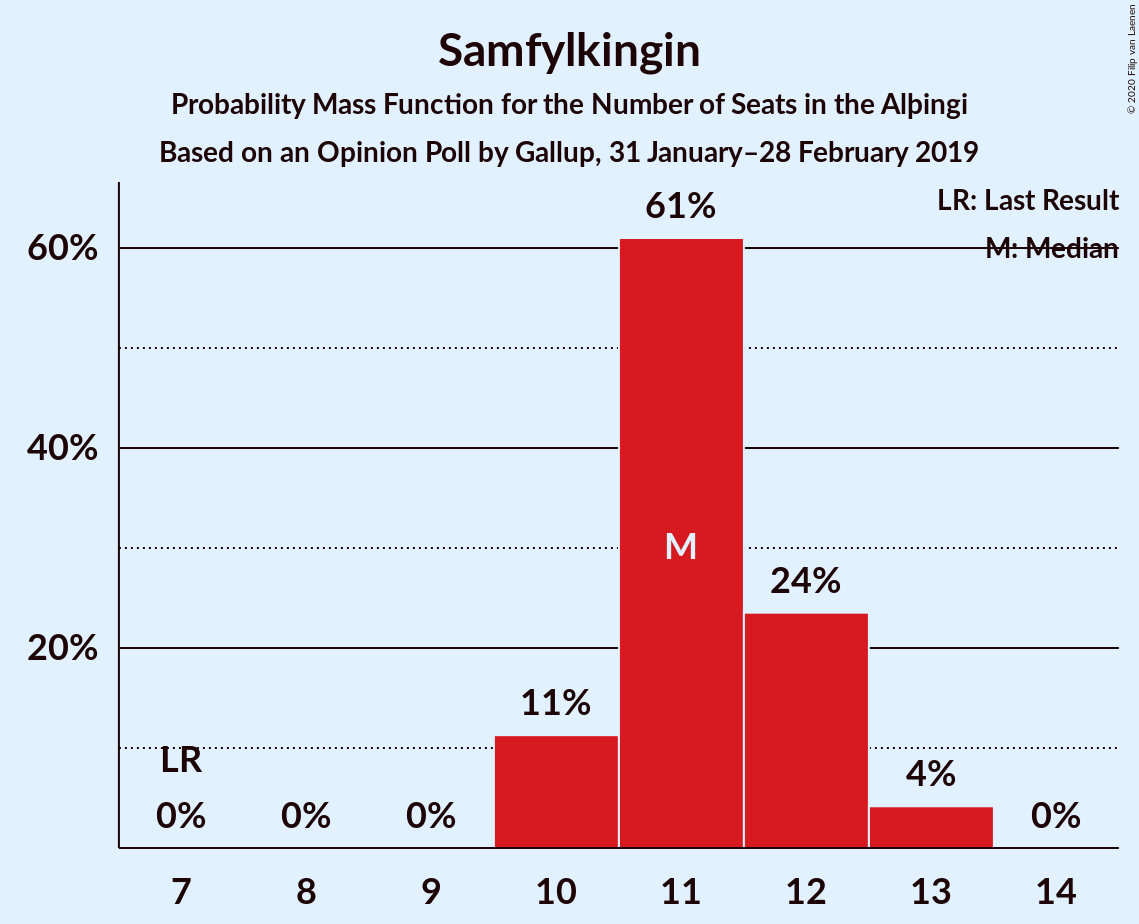 Samfylkingin
Probability Mass Function for the Number of Seats in the Alþingi
Based on an Opinion Poll by Gallup, 31 January–28 February 2019
© 2020 Filip van Laenen
LR: Last Result
M: Median
61%
60%
40%
M
24%
20%
11%
LR
4%
0% 0% 0% 0%
7 8 9 10 11 12 13 14